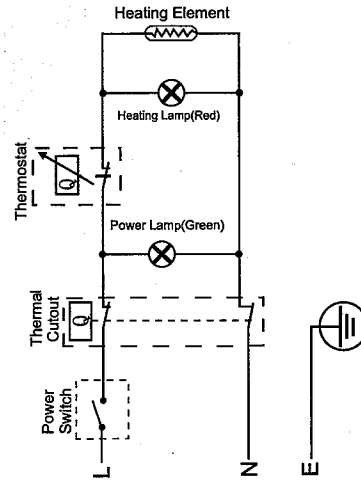 Heating Element
Heating Lamp(Red)
Thermostat
Q
Power Lamp(Green)
Thermal
Cutout
Q
Power
Switch
L
N
E